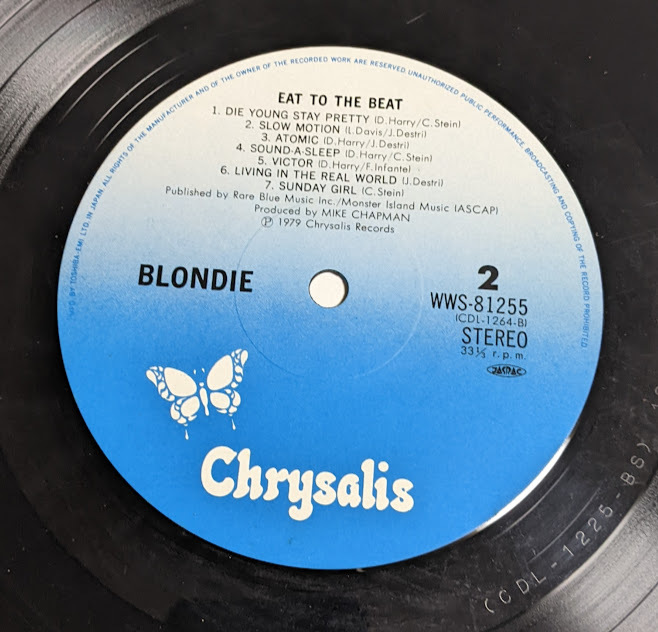 MF'D BY TOSHIBA-EMI LTD. IN JAPAN. ALL RIGHTS OF THE MANUFACTURER AND OF THE OWNER OF THE RECORDED WORK ARE RESERVED. UNAUTHORIZED PUBLIC PERFORMANCE, BROADCASTING AND COPYING OF THE RECORD PROHIBITED.
EAT TO THE BEAT
1. DIE YOUNG STAY PRETTY (D.Harry/C.Stein)
2. SLOW MOTION (L.Davis/J.Destri)
3. ATOMIC (D.Harry/J.Destri)
4. SOUND-A-SLEEP (D.Harry/C.Stein)
5. VICTOR (D.Harry/F.Infante)
6. LIVING IN THE REAL WORLD (J.Destri)
7. SUNDAY GIRL (C.Stein)
Published by Rare Blue Music Inc./Monster Island Music (ASCAP)
Produced by MIKE CHAPMAN
Ⓟ 1979 Chrysalis Records
BLONDIE
2
WWS-81255
(CDL-1264-B)
STEREO
33⅓ r.p.m.
JASRAC
Chrysalis
(CDL-1225-BS)